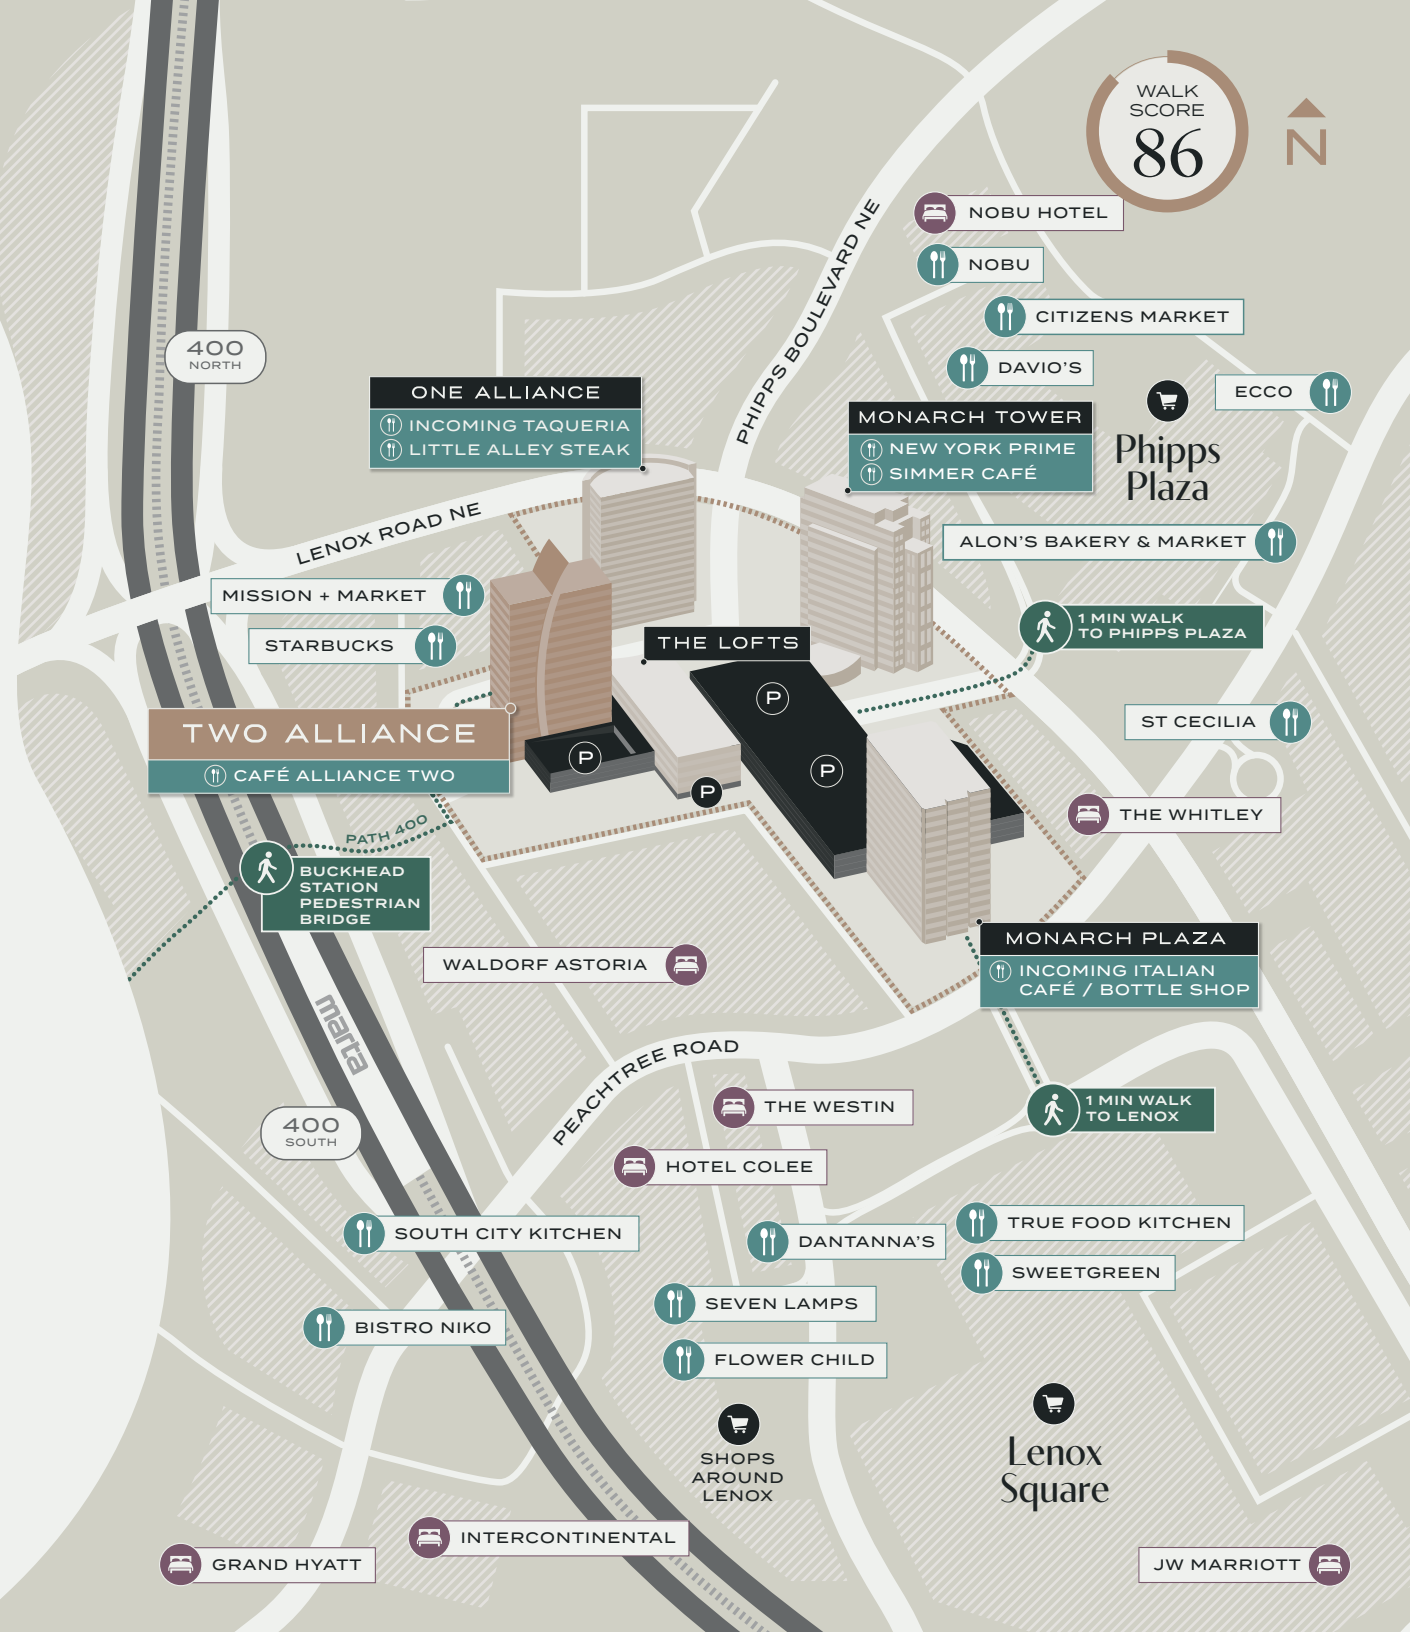 WALK
SCORE
86
N
NOBU HOTEL
NOBU
CITIZENS MARKET
DAVIO'S
ECCO
Phipps
Plaza
PHIPPS BOULEVARD NE
400
NORTH
ONE ALLIANCE
INCOMING TAQUERIA
LITTLE ALLEY STEAK
MONARCH TOWER
NEW YORK PRIME
SIMMER CAFÉ
LENOX ROAD NE
ALON'S BAKERY & MARKET
MISSION + MARKET
STARBUCKS
THE LOFTS
1 MIN WALK
TO PHIPPS PLAZA
P
P
P
P
TWO ALLIANCE
CAFÉ ALLIANCE TWO
ST CECILIA
THE WHITLEY
PATH 400
BUCKHEAD
STATION
PEDESTRIAN
BRIDGE
WALDORF ASTORIA
MONARCH PLAZA
INCOMING ITALIAN
CAFÉ / BOTTLE SHOP
marta
PEACHTREE ROAD
400
SOUTH
THE WESTIN
1 MIN WALK
TO LENOX
HOTEL COLEE
SOUTH CITY KITCHEN
DANTANNA'S
TRUE FOOD KITCHEN
SWEETGREEN
SEVEN LAMPS
BISTRO NIKO
FLOWER CHILD
SHOPS
AROUND
LENOX
Lenox
Square
INTERCONTINENTAL
GRAND HYATT
JW MARRIOTT